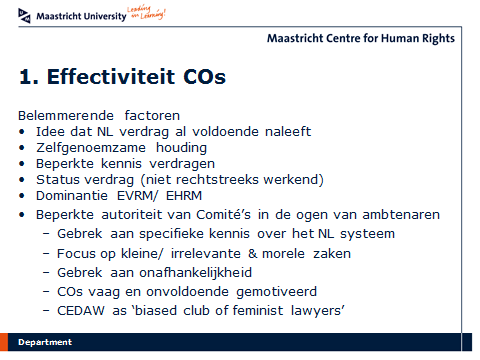 Maastricht University
Leading
in Learning!
Maastricht Centre for Human Rights
1. Effectiviteit COs
Belemmerende factoren
• Idee dat NL verdrag al voldoende naleeft
• Zelfgenoemzame houding
• Beperkte kennis verdragen
• Status verdrag (niet rechtstreeks werkend)
• Dominantie EVRM/ EHRM
• Beperkte autoriteit van Comité’s in de ogen van ambtenaren
– Gebrek aan specifieke kennis over het NL systeem
– Focus op kleine/ irrelevante & morele zaken
– Gebrek aan onafhankelijkheid
– COs vaag en onvoldoende gemotiveerd
– CEDAW as ‘biased club of feminist lawyers’
Department